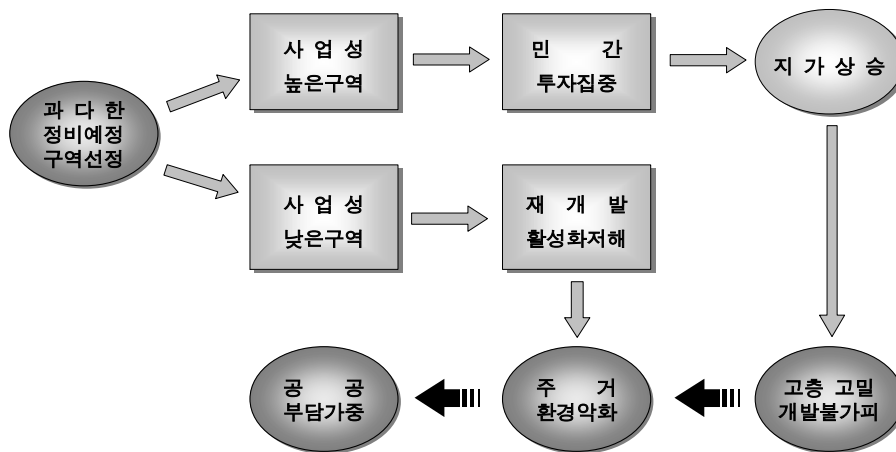 사 업 성
높은구역
민 간
투자집중
지 가 상 승
과 다 한
정비예정
구역선정
사 업 성
낮은구역
재 개 발
활성화저해
공 공
부담가중
주 거
환경악화
고층 고밀
개발불가피